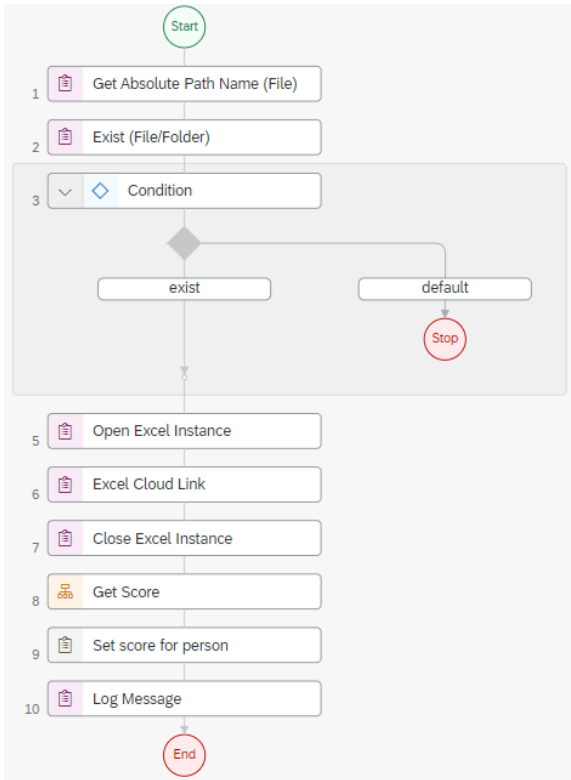 Start
1 Get Absolute Path Name (File)
2 Exist (File/Folder)
3 Condition
exist default
Stop
5 Open Excel Instance
6 Excel Cloud Link
7 Close Excel Instance
8 Get Score
9 Set score for person
10 Log Message
End